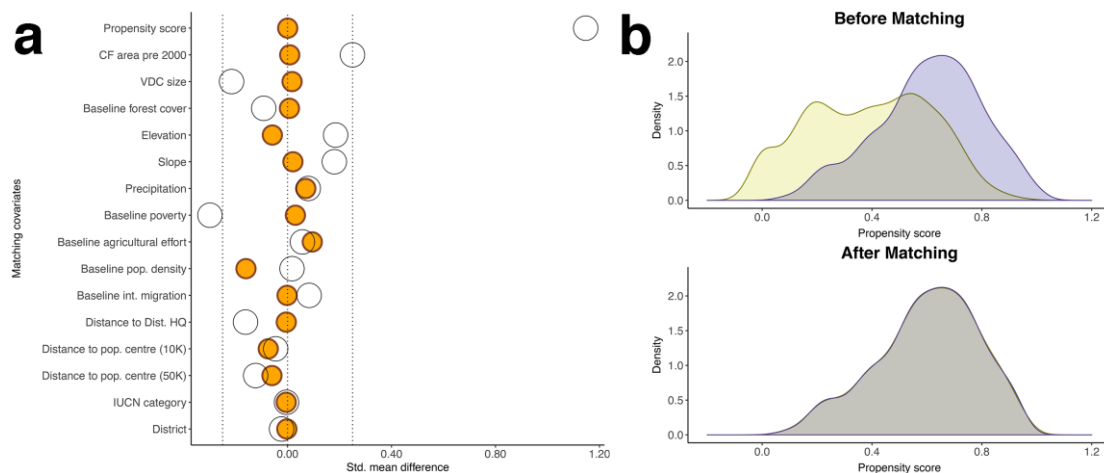 a
Matching covariates
Propensity score
CF area pre 2000
VDC size
Baseline forest cover
Elevation
Slope
Precipitation
Baseline poverty
Baseline agricultural effort
Baseline pop. density
Baseline int. migration
Distance to Dist. HQ
Distance to pop. centre (10K)
Distance to pop. centre (50K)
IUCN category
District
0.00 0.40 0.80 1.20
Std. mean difference
b
Before Matching
Density
2.0
1.5
1.0
0.5
0.0
0.0 0.4 0.8 1.2
Propensity score
After Matching
Density
2.0
1.5
1.0
0.5
0.0
0.0 0.4 0.8 1.2
Propensity score